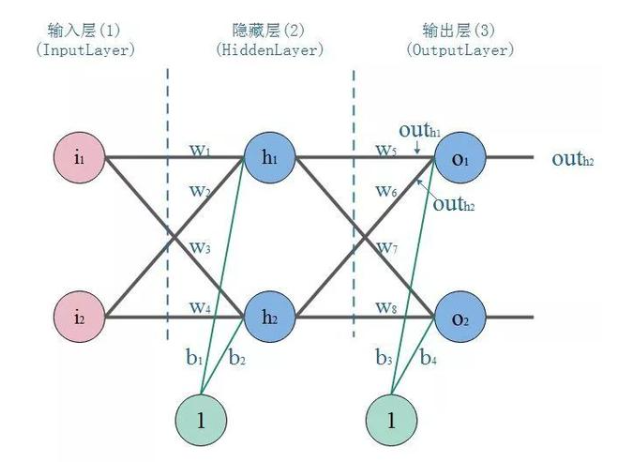 输入层(1)
(InputLayer)
隐藏层(2)
(HiddenLayer)
输出层(3)
(OutputLayer)
i₁
w₁
h₁
w₅
outₕ₁
o₁
outₕ₂
w₂
w₆
outₕ₂
w₃
w₇
i₂
w₄
h₂
w₈
o₂
b₁
b₂
b₃
b₄
1
1